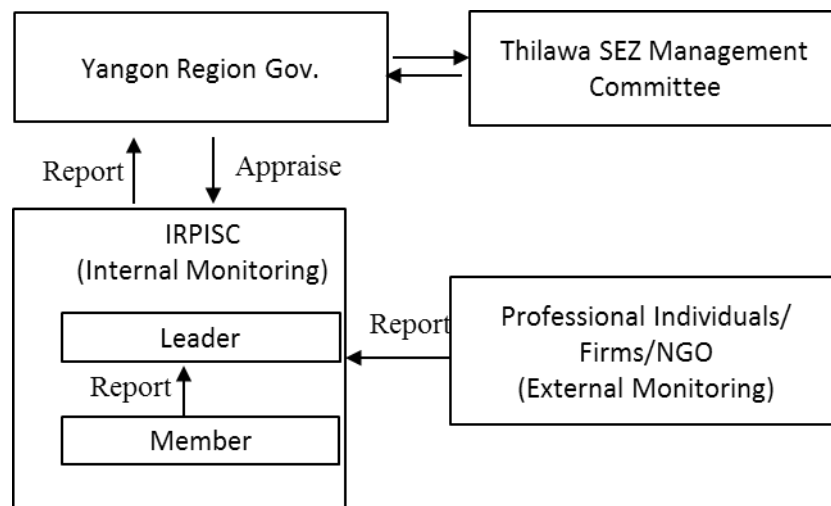 Yangon Region Gov.
Thilawa SEZ Management
Committee
Report
Appraise
IRPISC
(Internal Monitoring)
Leader
Report
Member
Report
Professional Individuals/
Firms/NGO
(External Monitoring)